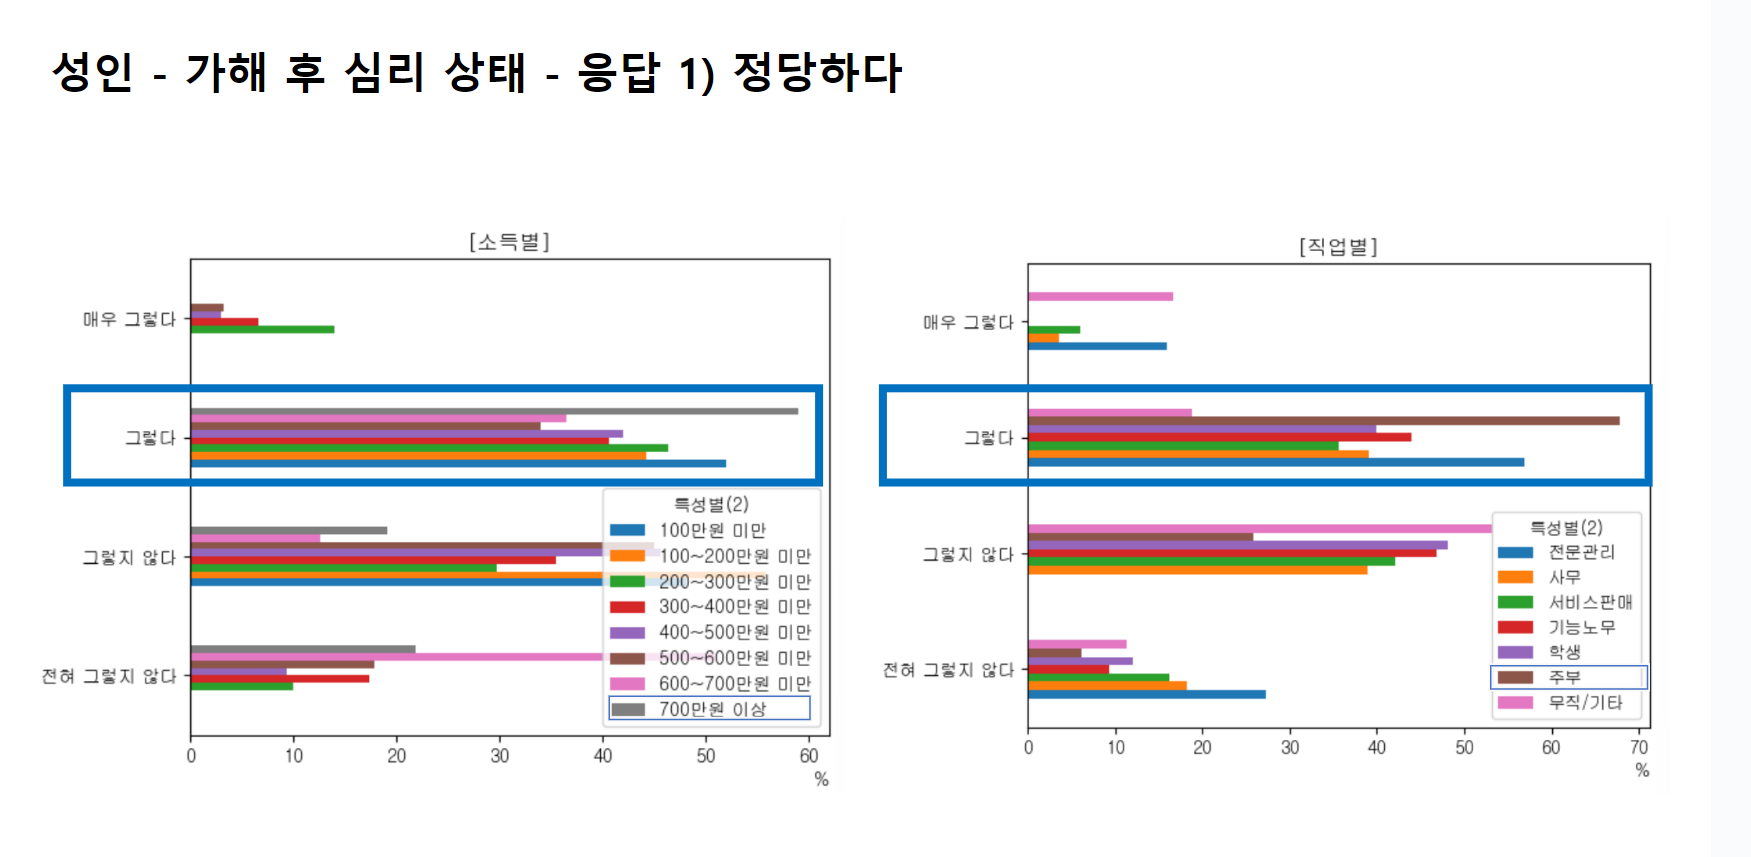 성인 - 가해 후 심리 상태 - 응답 1) 정당하다
[소득별]
매우 그렇다
그렇다
그렇지 않다
전혀 그렇지 않다
특성별(2)
100만원 미만
100~200만원 미만
200~300만원 미만
300~400만원 미만
400~500만원 미만
500~600만원 미만
600~700만원 미만
700만원 이상
0 10 20 30 40 50 60
%
[직업별]
매우 그렇다
그렇다
그렇지 않다
전혀 그렇지 않다
특성별(2)
전문관리
사무
서비스판매
기능노무
학생
주부
무직/기타
0 10 20 30 40 50 60 70
%